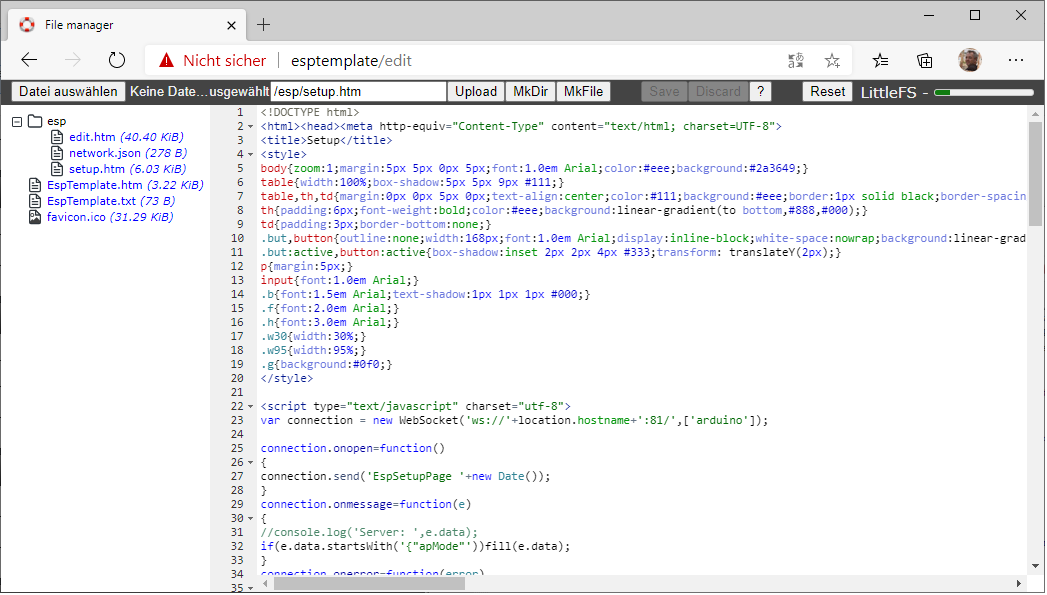 File manager
Nicht sicher esptemplate/edit
Datei auswählen Keine Date...usgewählt /esp/setup.htm Upload MkDir MkFile Save Discard ? Reset LittleFS -
esp
edit.htm (40.40 KiB)
network.json (278 B)
setup.htm (6.03 KiB)
EspTemplate.htm (3.22 KiB)
EspTemplate.txt (73 B)
favicon.ico (31.29 KiB)
1 <!DOCTYPE html>
2 <html><head><meta http-equiv="Content-Type" content="text/html; charset=UTF-8">
3 <title>Setup</title>
4 <style>
5 body{zoom:1;margin:5px 5px 0px 5px;font:1.0em Arial;color:#eee;background:#2a3649;}
6 table{width:100%;box-shadow:5px 5px 9px #111;}
7 table,th,td{margin:0px 0px 5px 0px;text-align:center;color:#111;background:#eee;border:1px solid black;border-spacin
8 th{padding:6px;font-weight:bold;color:#eee;background:linear-gradient(to bottom,#888,#000);}
9 td{padding:3px;border-bottom:none;}
10 .but,button{outline:none;width:168px;font:1.0em Arial;display:inline-block;white-space:nowrap;background:linear-grad
11 .but:active,button:active{box-shadow:inset 2px 2px 4px #333;transform: translateY(2px);}
12 p{margin:5px;}
13 input{font:1.0em Arial;}
14 .b{font:1.5em Arial;text-shadow:1px 1px 1px #000;}
15 .f{font:2.0em Arial;}
16 .h{font:3.0em Arial;}
17 .w30{width:30%;}
18 .w95{width:95%;}
19 .g{background:#0f0;}
20 </style>
21
22 <script type="text/javascript" charset="utf-8">
23 var connection = new WebSocket('ws://'+location.hostname+':81/',['arduino']);
24
25 connection.onopen=function()
26 {
27 connection.send('EspSetupPage '+new Date());
28 }
29 connection.onmessage=function(e)
30 {
31 //console.log('Server: ',e.data);
32 if(e.data.startsWith('{"apMode"'))fill(e.data);
33 }
34 connection.onerror=function(error)
35